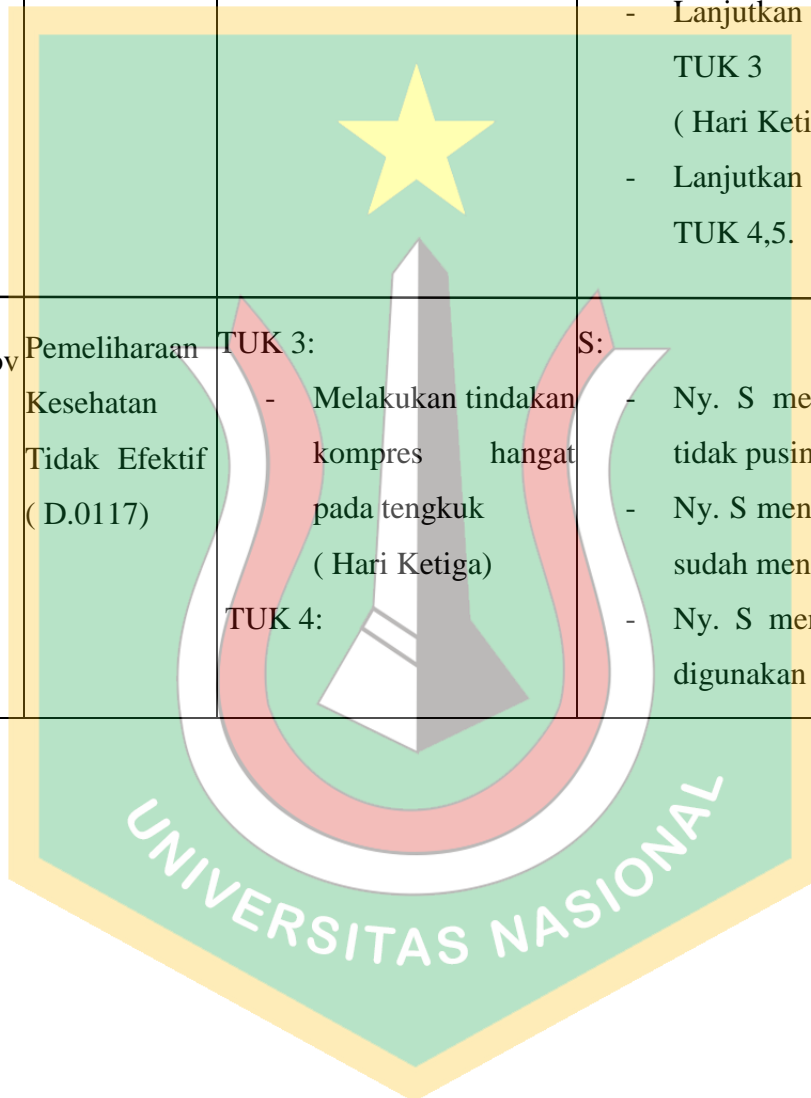 - Lanjutkan
TUK 3
( Hari Keti
- Lanjutkan
TUK 4,5.
ov
Pemeliharaan
Kesehatan
Tidak Efektif
( D.0117)
TUK 3:
- Melakukan tindakan
kompres hangat
pada tengkuk
( Hari Ketiga)
TUK 4:
S:
- Ny. S me
tidak pusin
- Ny. S men
sudah men
- Ny. S mer
digunakan
UNIVERSITAS NASIONAL